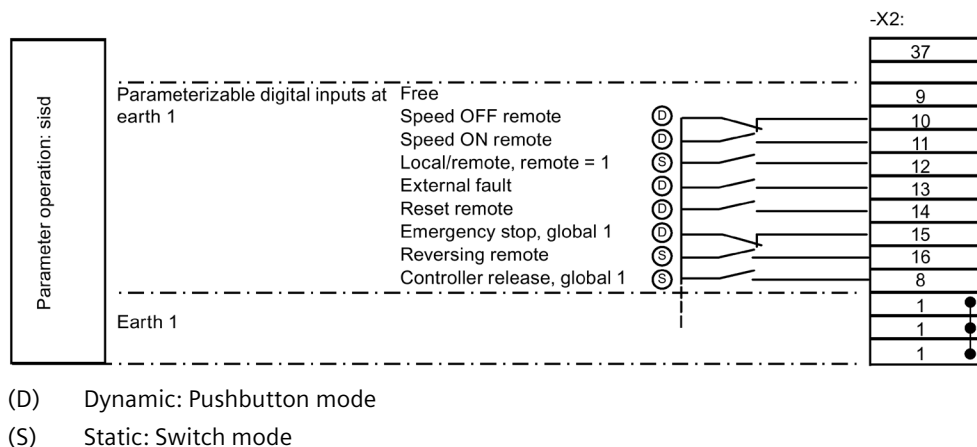 -X2:
37
Parameter operation: sisd
Parameterizable digital inputs at
earth 1
Free
9
Speed OFF remote
D
10
Speed ON remote
D
11
Local/remote, remote = 1
S
12
External fault
D
13
Reset remote
D
14
Emergency stop, global 1
D
15
Reversing remote
S
16
Controller release, global 1
S
8
Earth 1
1
1
1
(D) Dynamic: Pushbutton mode
(S) Static: Switch mode